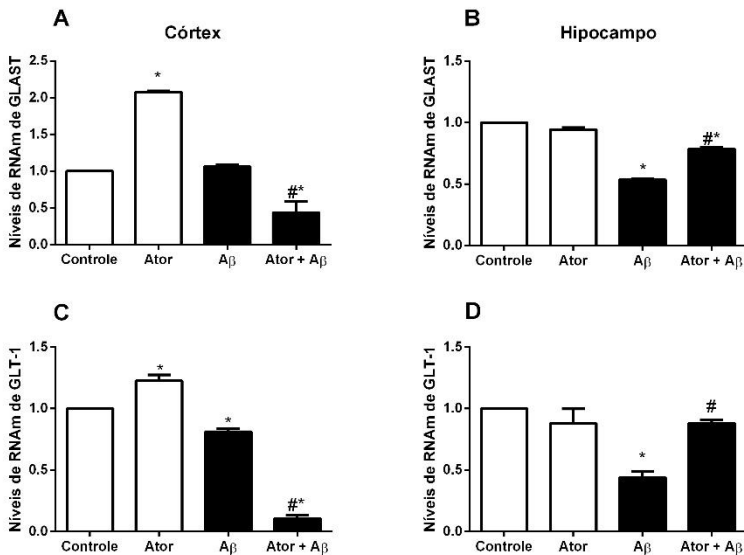 A
Córtex
Níveis de RNAm de GLAST
2.5
2.0
1.5
1.0
0.5
0.0
*
#*
Controle Ator Aβ Ator + Aβ
B
Hipocampo
Níveis de RNAm de GLAST
1.5
1.0
0.5
0.0
*
#*
Controle Ator Aβ Ator + Aβ
C
Níveis de RNAm de GLT-1
1.5
1.0
0.5
0.0
*
*
#*
Controle Ator Aβ Ator + Aβ
D
Níveis de RNAm de GLT-1
1.5
1.0
0.5
0.0
*
#
Controle Ator Aβ Ator + Aβ